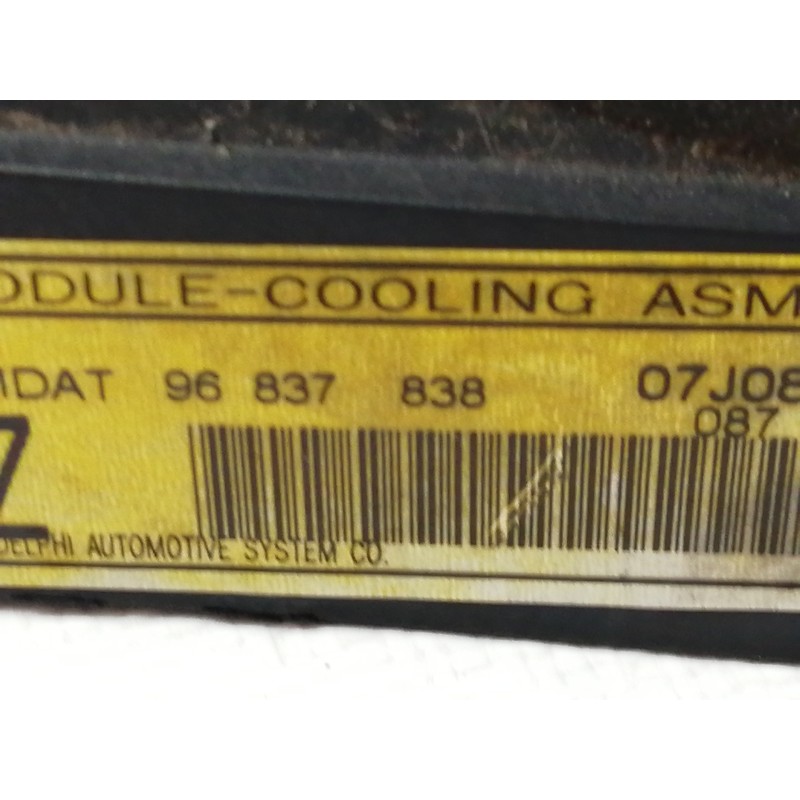 ODULE-COOLING ASM
MDAT 96 837 838 07J08
087
Z
DELPHI AUTOMOTIVE SYSTEM CO.